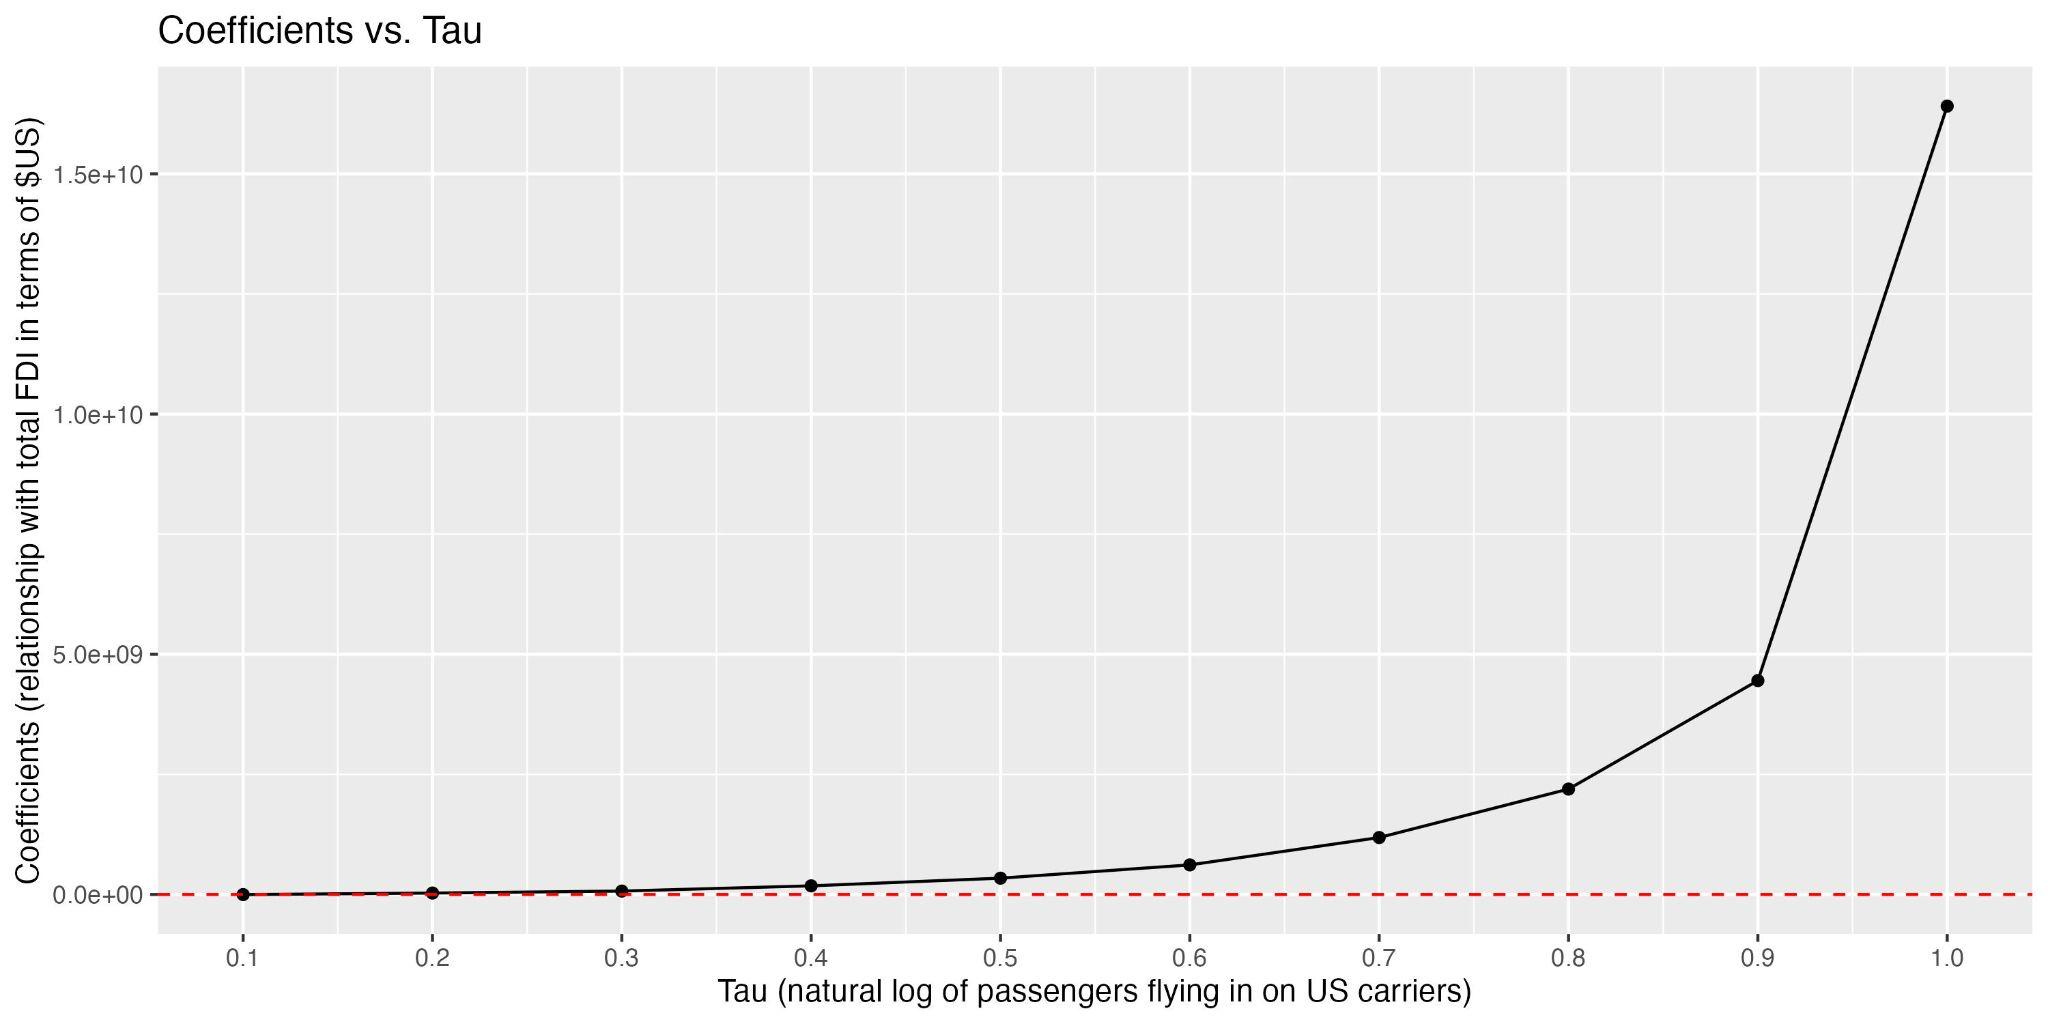 Coefficients vs. Tau
Coefficients (relationship with total FDI in terms of $US)
1.5e+10
1.0e+10
5.0e+09
0.0e+00
0.1 0.2 0.3 0.4 0.5 0.6 0.7 0.8 0.9 1.0
Tau (natural log of passengers flying in on US carriers)